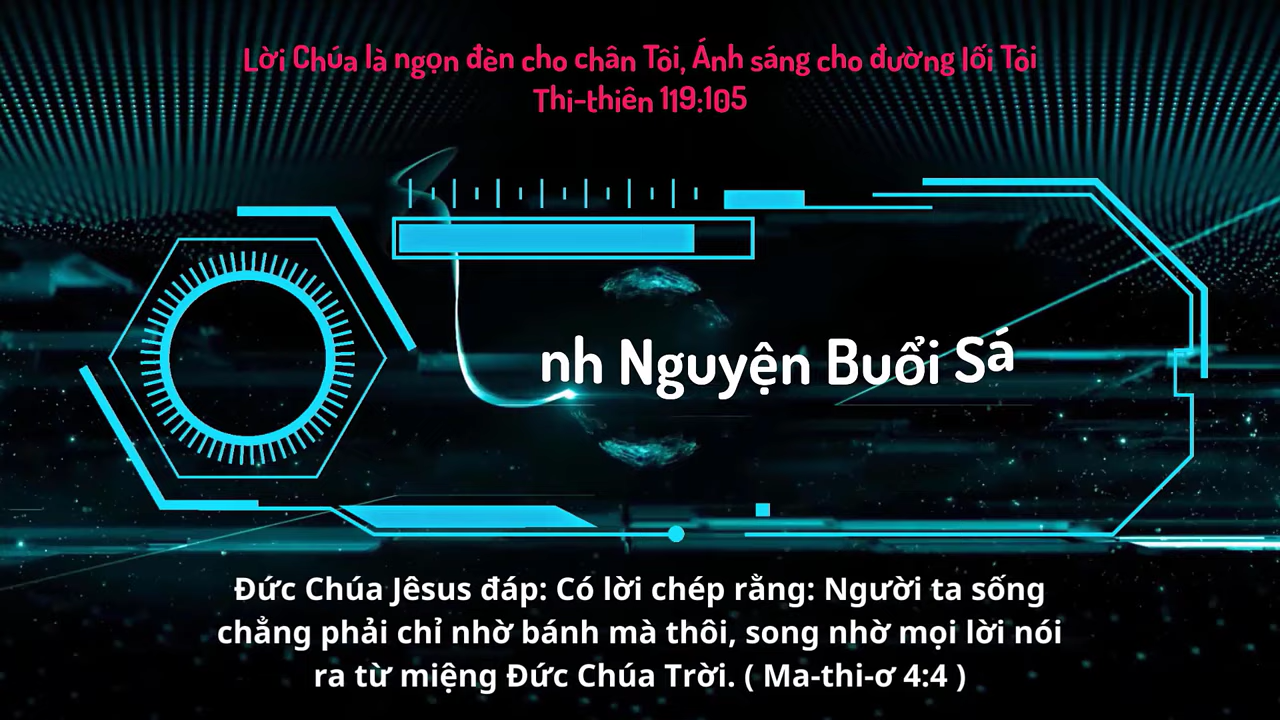 Lời Chúa là ngọn đèn cho chân Tôi, Ánh sáng cho đường lối Tôi
Thi-thiên 119:105
nh Nguyện Buổi Sá
Đức Chúa Jêsus đáp: Có lời chép rằng: Người ta sống
chẳng phải chỉ nhờ bánh mà thôi, song nhờ mọi lời nói
ra từ miệng Đức Chúa Trời. ( Ma-thi-ơ 4:4 )